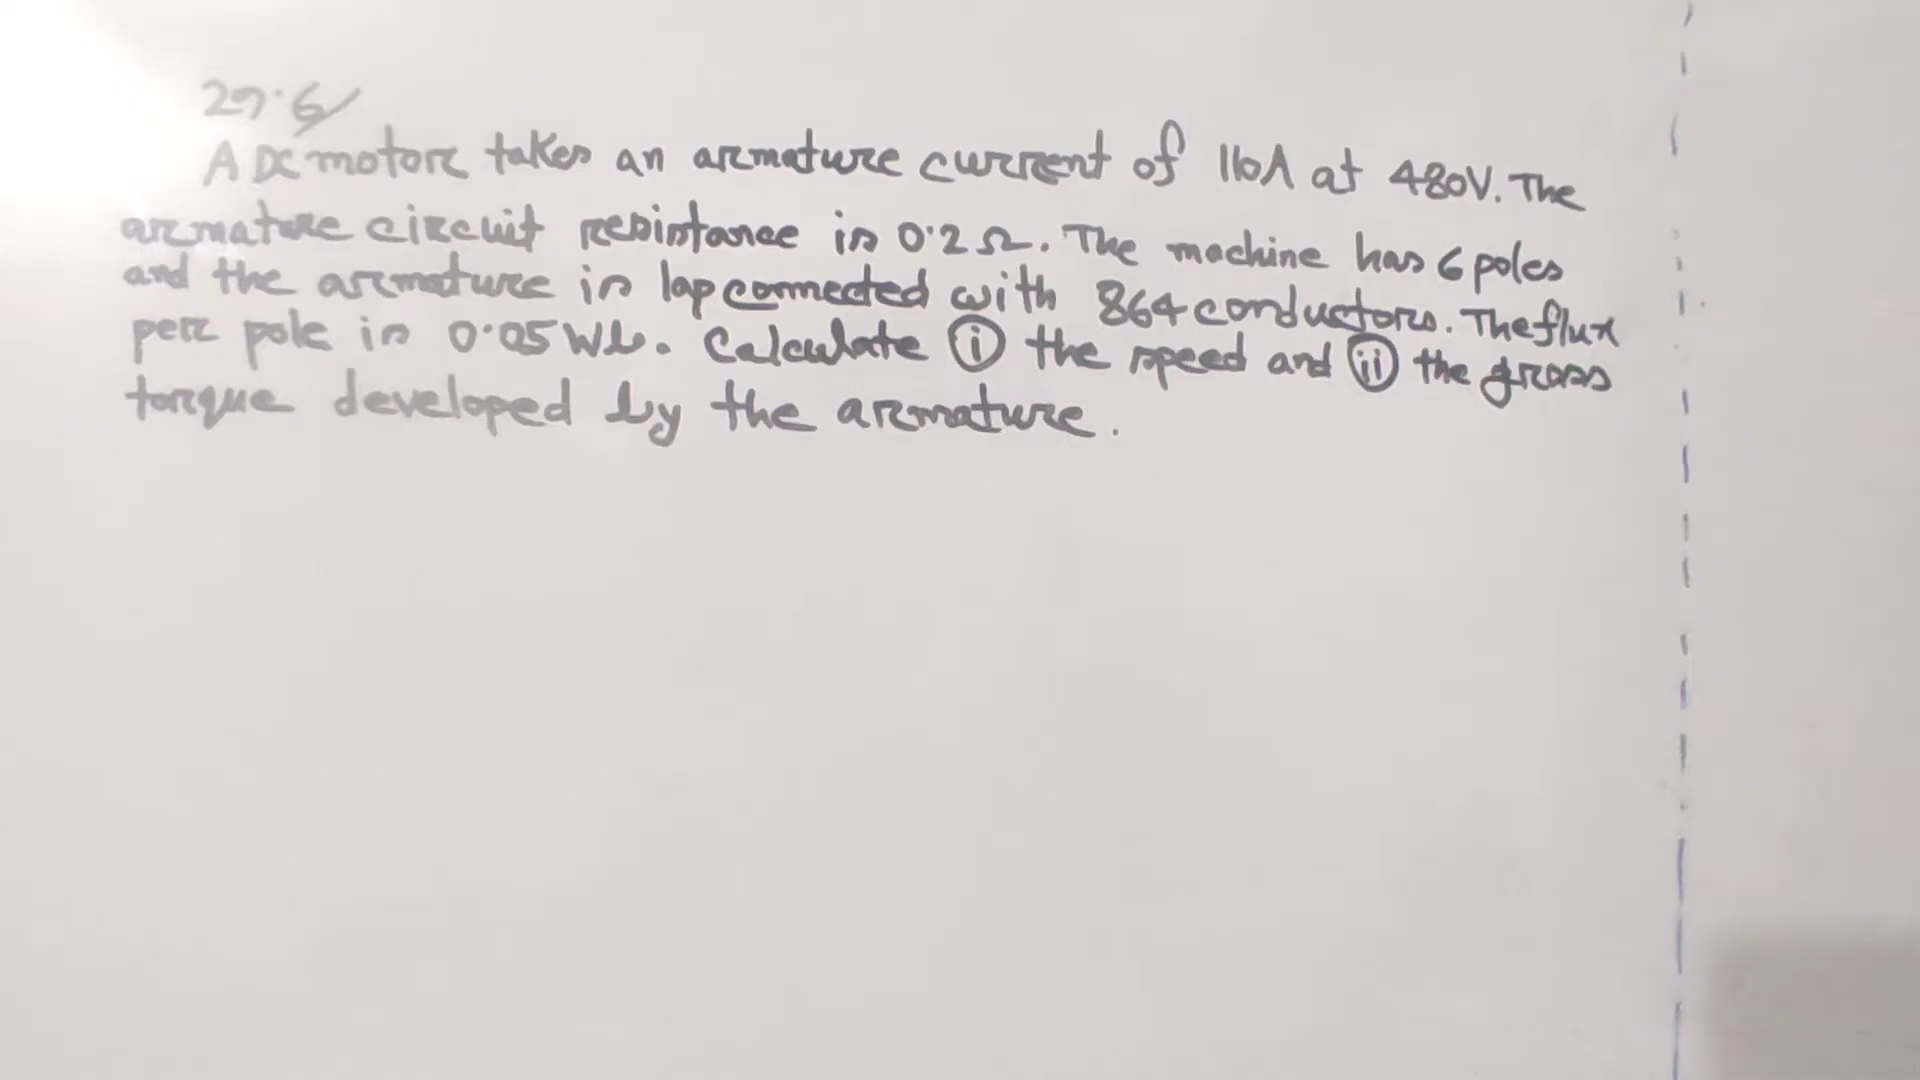 29.6/
A DC motor takes an armature current of 110A at 480V. The
armature circuit resistance is 0.2 Ω. The machine has 6 poles
and the armature is lap connected with 864 conductors. The flux
per pole is 0.05 Wb. Calculate (i) the speed and (ii) the gross
torque developed by the armature.